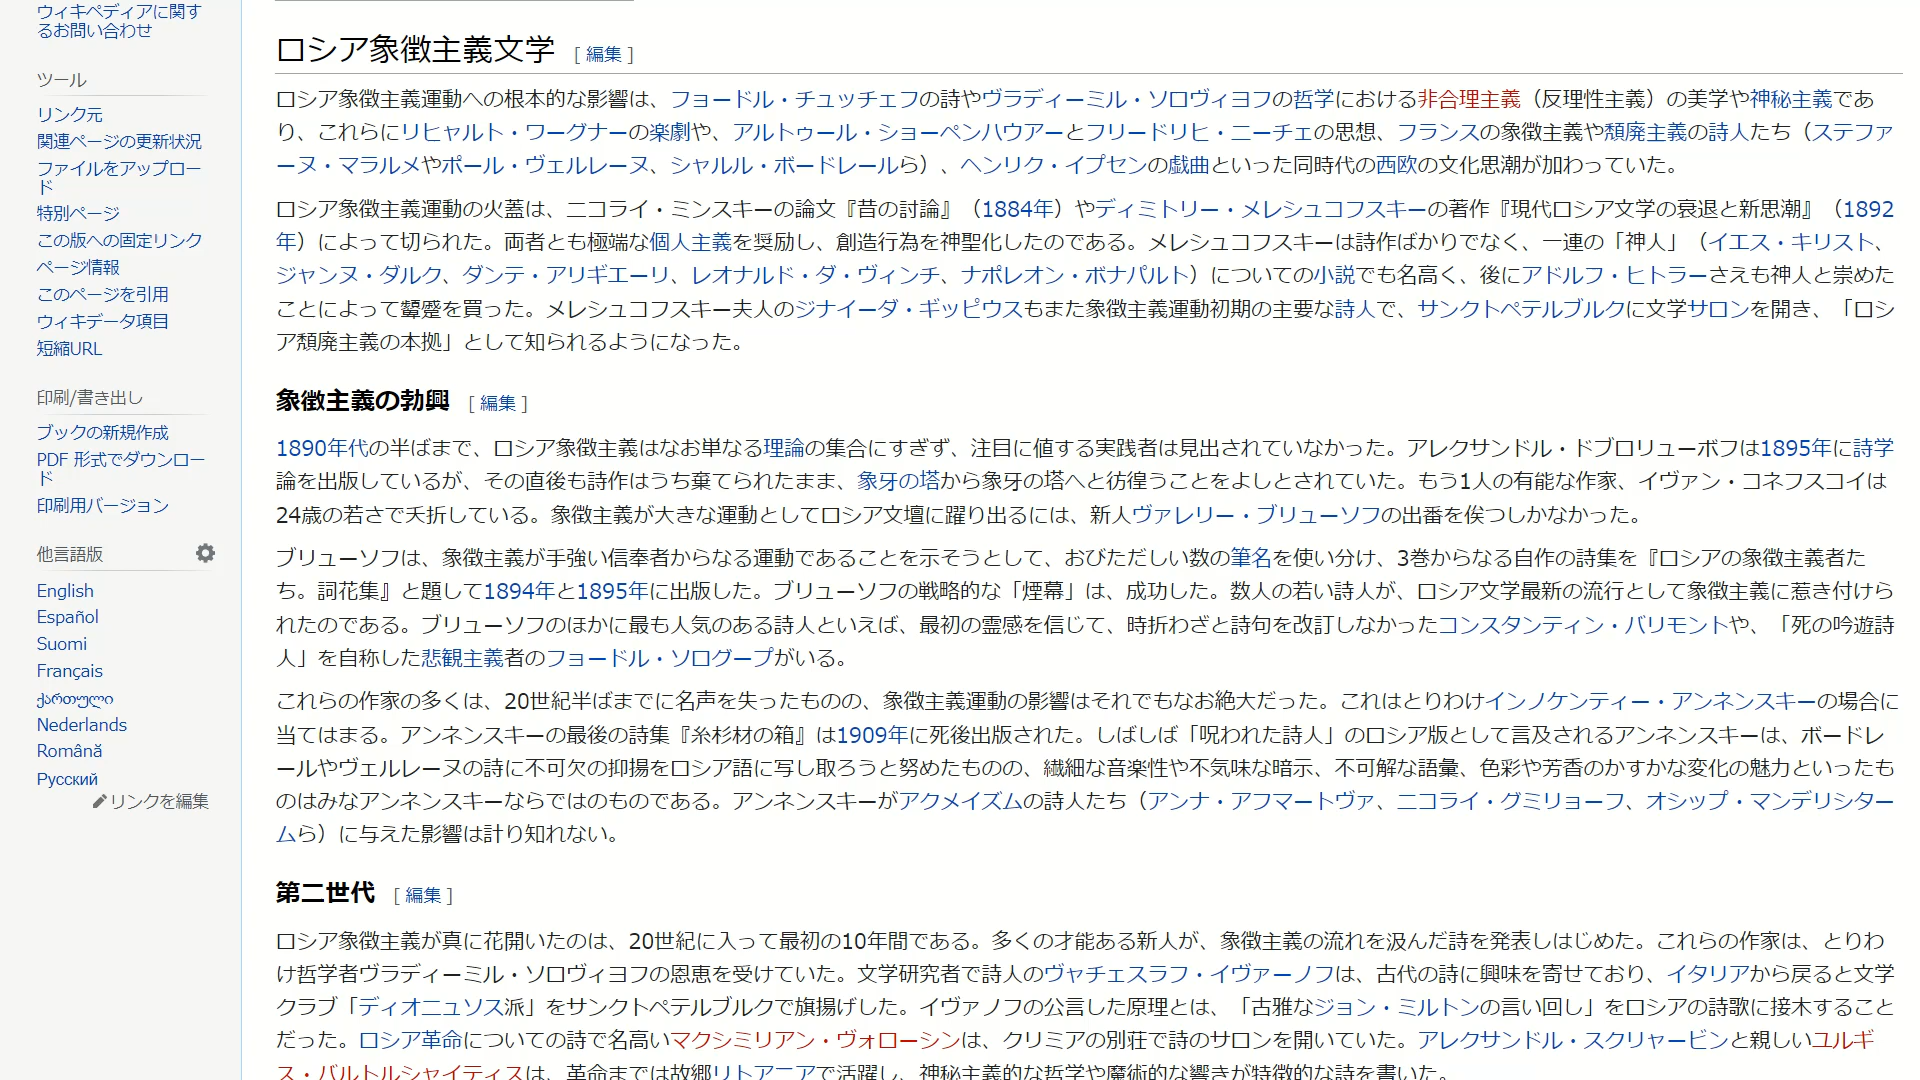 ウィキペディアに関す
るお問い合わせ
ツール
リンク元
関連ページの更新状況
ファイルをアップロー
ド
特別ページ
この版への固定リンク
ページ情報
このページを引用
ウィキデータ項目
短縮URL
印刷/書き出し
ブックの新規作成
PDF 形式でダウンロー
ド
印刷用バージョン
他言語版
English
Español
Suomi
Français
ქართული
Nederlands
Română
Русский
リンクを編集
ロシア象徴主義文学 [ 編集 ]
ロシア象徴主義運動への根本的な影響は、フョードル・チュッチェフの詩やヴラディーミル・ソロヴィヨフの哲学における非合理主義（反理性主義）の美学や神秘主義であ
り、これらにリヒャルト・ワーグナーの楽劇や、アルトゥール・ショーペンハウアーとフリードリヒ・ニーチェの思想、フランスの象徴主義や頽廃主義の詩人たち（ステファ
ーヌ・マラルメやポール・ヴェルレーヌ、シャルル・ボードレールら）、ヘンリク・イプセンの戯曲といった同時代の西欧の文化思潮が加わっていた。
ロシア象徴主義運動の火蓋は、ニコライ・ミンスキーの論文『昔の討論』（1884年）やディミトリー・メレシュコフスキーの著作『現代ロシア文学の衰退と新思潮』（1892
年）によって切られた。両者とも極端な個人主義を奨励し、創造行為を神聖化したのである。メレシュコフスキーは詩作ばかりでなく、一連の「神人」（イエス・キリスト、
ジャンヌ・ダルク、ダンテ・アリギエーリ、レオナルド・ダ・ヴィンチ、ナポレオン・ボナパルト）についての小説でも名高く、後にアドルフ・ヒトラーさえも神人と崇めた
ことによって顰蹙を買った。メレシュコフスキー夫人のジナイーダ・ギッピウスもまた象徴主義運動初期の主要な詩人で、サンクトペテルブルクに文学サロンを開き、「ロシ
ア頽廃主義の本拠」として知られるようになった。
象徴主義の勃興 [ 編集 ]
1890年代の半ばまで、ロシア象徴主義はなお単なる理論の集合にすぎず、注目に値する実践者は見出されていなかった。アレクサンドル・ドブロリューボフは1895年に詩学
論を出版しているが、その直後も詩作はうち棄てられたまま、象牙の塔から象牙の塔へと彷徨うことをよしとされていた。もう1人の有能な作家、イヴァン・コネフスコイは
24歳の若さで夭折している。象徴主義が大きな運動としてロシア文壇に躍り出るには、新人ヴァレリー・ブリューソフの出番を俟つしかなかった。
ブリューソフは、象徴主義が手強い信奉者からなる運動であることを示そうとして、おびただしい数の筆名を使い分け、3巻からなる自作の詩集を『ロシアの象徴主義者た
ち。詞花集』と題して1894年と1895年に出版した。ブリューソフの戦略的な「煙幕」は、成功した。数人の若い詩人が、ロシア文学最新の流行として象徴主義に惹き付けら
れたのである。ブリューソフのほかに最も人気のある詩人といえば、最初の霊感を信じて、時折わざと詩句を改訂しなかったコンスタンティン・バリモントや、「死の吟遊詩
人」を自称した悲観主義者のフョードル・ソログープがいる。
これらの作家の多くは、20世紀半ばまでに名声を失ったものの、象徴主義運動の影響はそれでもなお絶大だった。これはとりわけインノケンティー・アンネンスキーの場合に
当てはまる。アンネンスキーの最後の詩集『糸杉材の箱』は1909年に死後出版された。しばしば「呪われた詩人」のロシア版として言及されるアンネンスキーは、ボードレ
ールやヴェルレーヌの詩に不可欠の抑揚をロシア語に写し取ろうと努めたものの、繊細な音楽性や不気味な暗示、不可解な語彙、色彩や芳香のかすかな変化の魅力といったも
のはみなアンネンスキーならではのものである。アンネンスキーがアクメイズムの詩人たち（アンナ・アフマートヴァ、ニコライ・グミリョーフ、オシップ・マンデリシター
ムら）に与えた影響は計り知れない。
第二世代 [ 編集 ]
ロシア象徴主義が真に花開いたのは、20世紀に入って最初の10年間である。多くの才能ある新人が、象徴主義の流れを汲んだ詩を発表しはじめた。これらの作家は、とりわ
け哲学者ヴラディーミル・ソロヴィヨフの恩恵を受けていた。文学研究者で詩人のヴャチェスラフ・イヴァーノフは、古代の詩に興味を寄せており、イタリアから戻ると文学
クラブ「ディオニュソス派」をサンクトペテルブルクで旗揚げした。イヴァノフの公言した原理とは、「古雅なジョン・ミルトンの言い回し」をロシアの詩歌に接木すること
だった。ロシア革命についての詩で名高いマクシミリアン・ヴォローシンは、クリミアの別荘で詩のサロンを開いていた。アレクサンドル・スクリャービンと親しいユルギ
ス・バルトルシャイティスは、革命までは故郷リトアニアで活躍し、神秘主義的な哲学や魔術的な響きが特徴的な詩を書いた。